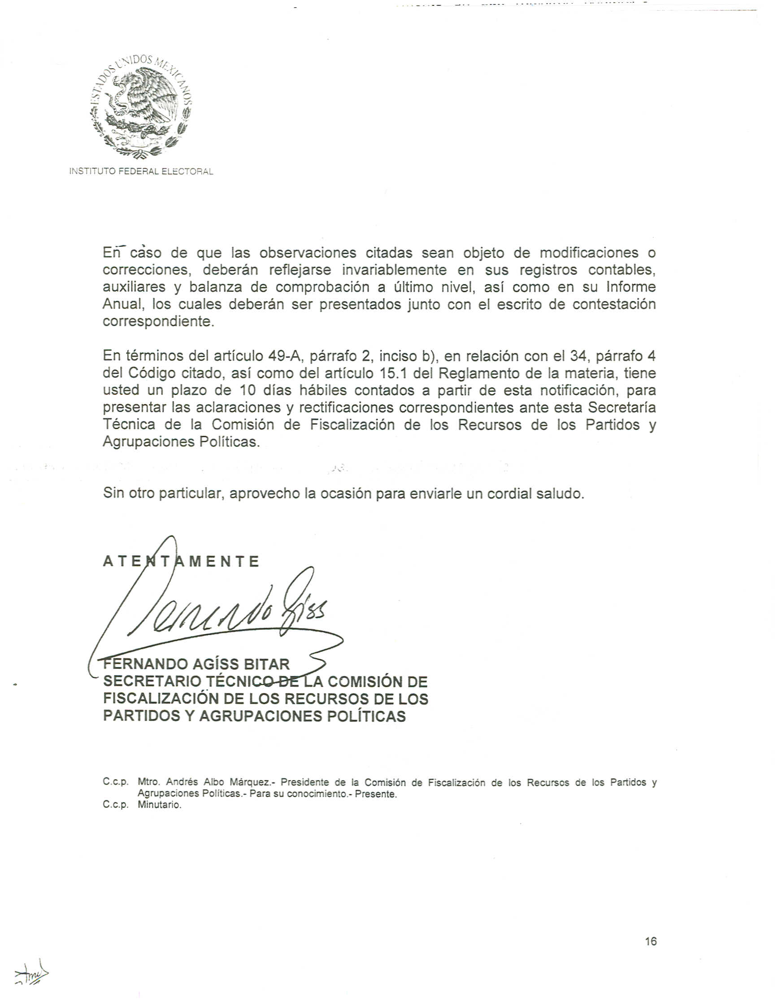 ESTADOS UNIDOS MEXICANOS
INSTITUTO FEDERAL ELECTORAL
En caso de que las observaciones citadas sean objeto de modificaciones o
correcciones, deberán reflejarse invariablemente en sus registros contables,
auxiliares y balanza de comprobación a último nivel, así como en su Informe
Anual, los cuales deberán ser presentados junto con el escrito de contestación
correspondiente.
En términos del artículo 49-A, párrafo 2, inciso b), en relación con el 34, párrafo 4
del Código citado, así como del artículo 15.1 del Reglamento de la materia, tiene
usted un plazo de 10 días hábiles contados a partir de esta notificación, para
presentar las aclaraciones y rectificaciones correspondientes ante esta Secretaría
Técnica de la Comisión de Fiscalización de los Recursos de los Partidos y
Agrupaciones Políticas.
Sin otro particular, aprovecho la ocasión para enviarle un cordial saludo.
A T E N T A M E N T E
FERNANDO AGÍSS BITAR
SECRETARIO TÉCNICO DE LA COMISIÓN DE
FISCALIZACIÓN DE LOS RECURSOS DE LOS
PARTIDOS Y AGRUPACIONES POLÍTICAS
C.c.p. Mtro. Andrés Albo Márquez.- Presidente de la Comisión de Fiscalización de los Recursos de los Partidos y
Agrupaciones Políticas.- Para su conocimiento.- Presente.
C.c.p. Minutario.
16